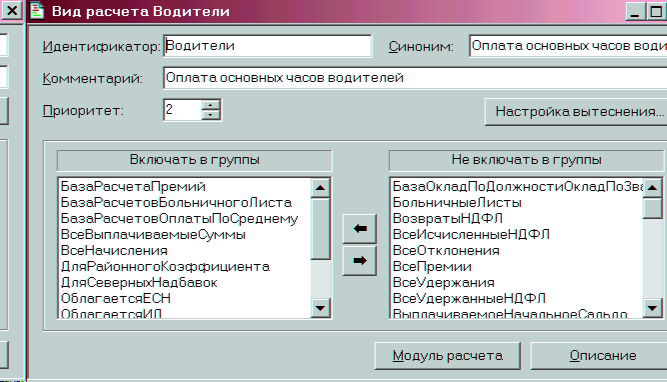 Вид расчета Водители
Идентификатор: Водители Синоним: Оплата основных часов води
Комментарий: Оплата основных часов водителей
Приоритет: 2 Настройка вытеснения...
Включать в группы
БазаРасчетаПремий
БазаРасчетовБольничногоЛиста
БазаРасчетовОплатыПоСреднему
ВсеВыплачиваемыеСуммы
ВсеНачисления
ДляРайонногоКоэффициента
ДляСеверныхНадбавок
ОблагаетсяЕСН
ОблагаетсяИЛ
Не включать в группы
БазаОкладПоДолжностиОкладПоЗва
БольничныеЛисты
ВозвратыНДФЛ
ВсеИсчисленныеНДФЛ
ВсеОтклонения
ВсеПремии
ВсеУдержания
ВсеУдержанныеНДФЛ
ВыплачиваемоеНачальноеСальдо
Модуль расчета Описание